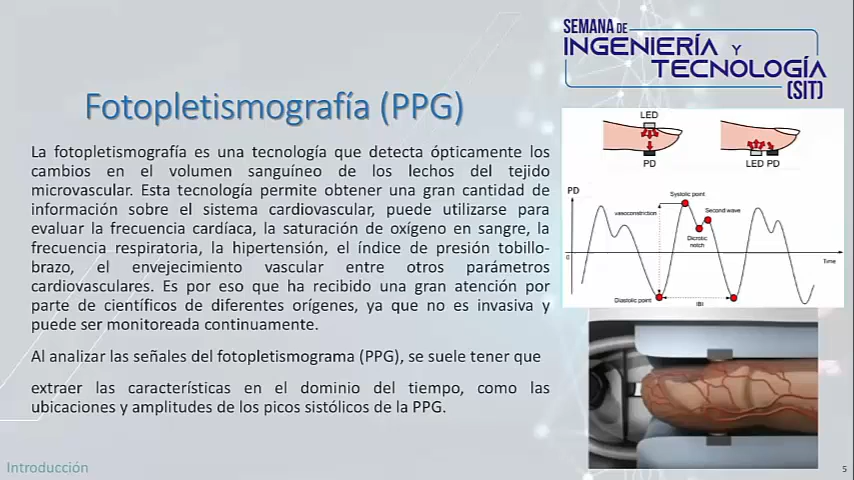 SEMANA DE
INGENIERÍA Y
TECNOLOGÍA
(SIT)
Fotopletismografía (PPG)
La fotopletismografía es una tecnología que detecta ópticamente los
cambios en el volumen sanguíneo de los lechos del tejido
microvascular. Esta tecnología permite obtener una gran cantidad de
información sobre el sistema cardiovascular, puede utilizarse para
evaluar la frecuencia cardíaca, la saturación de oxígeno en sangre, la
frecuencia respiratoria, la hipertensión, el índice de presión tobillo-
brazo, el envejecimiento vascular entre otros parámetros
cardiovasculares. Es por eso que ha recibido una gran atención por
parte de científicos de diferentes orígenes, ya que no es invasiva y
puede ser monitoreada continuamente.
Al analizar las señales del fotopletismograma (PPG), se suele tener que
extraer las características en el dominio del tiempo, como las
ubicaciones y amplitudes de los picos sistólicos de la PPG.
LED
PD
LED PD
PD
Systolic point
vasoconstriction
Second wave
Dicrotic
notch
0
Time
Diastolic point
IBI
Introducción
5